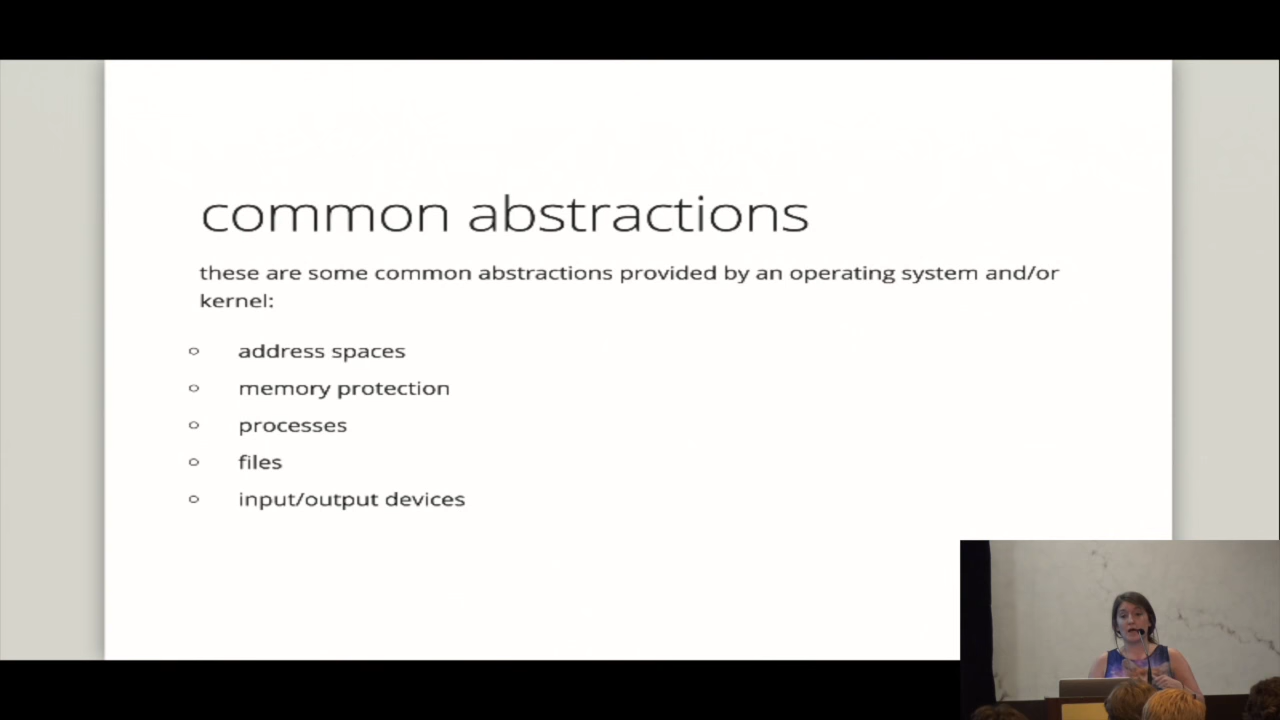 common abstractions
these are some common abstractions provided by an operating system and/or
kernel:
address spaces
memory protection
processes
files
input/output devices